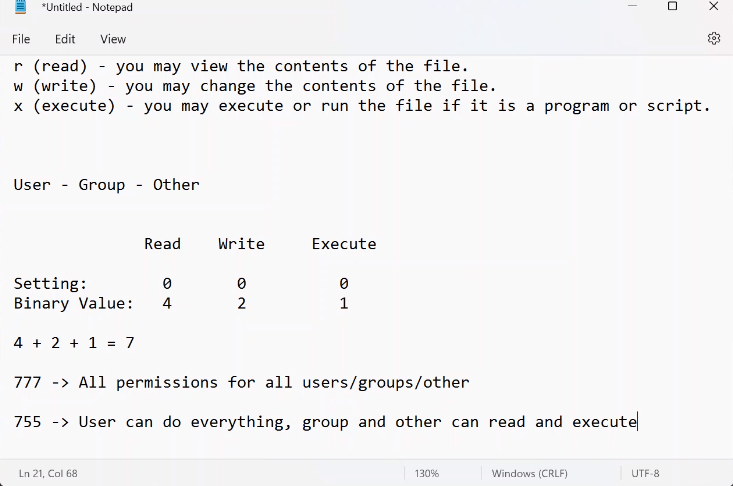 *Untitled - Notepad
File Edit View
r (read) - you may view the contents of the file.
w (write) - you may change the contents of the file.
x (execute) - you may execute or run the file if it is a program or script.
User - Group - Other
Read Write Execute
Setting: 0 0 0
Binary Value: 4 2 1
4 + 2 + 1 = 7
777 -> All permissions for all users/groups/other
755 -> User can do everything, group and other can read and execute
Ln 21, Col 68 130% Windows (CRLF) UTF-8